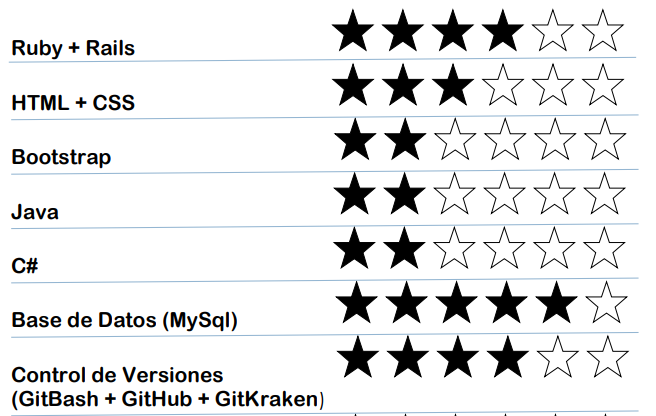 Ruby + Rails
HTML + CSS
Bootstrap
Java
C#
Base de Datos (MySql)
Control de Versiones
(GitBash + GitHub + GitKraken)